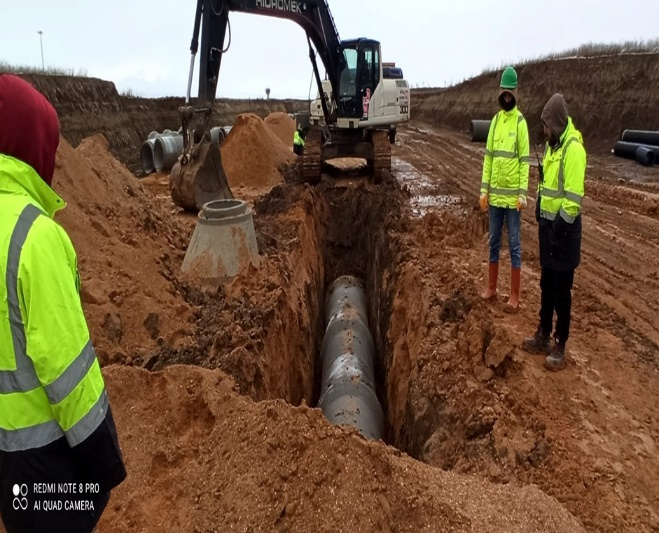 HIDROMEK
REDMI NOTE 8 PRO
AI QUAD CAMERA